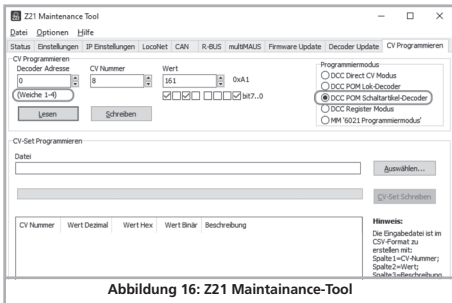 Z21 Maintenance Tool
Datei Optionen Hilfe
Status Einstellungen IP Einstellungen LocoNet CAN R-BUS multiMAUS Firmware Update Decoder Update CV Programmieren
CV Programmieren
Decoder Adresse CV Nummer Wert
0 8 161 0xA1
(Weiche 1-4) bit7..0
Lesen Schreiben
Programmiermodus
DCC Direct CV Modus
DCC POM Lok-Decoder
DCC POM Schaltartikel-Decoder
DCC Register Modus
MM '6021 Programmiermodus'
CV-Set Programmieren
Datei
Auswählen...
CV-Set Schreiben
CV Nummer Wert Dezimal Wert Hex Wert Binär Beschreibung
Hinweis:
Die Eingabedatei ist im
CSV-Format zu
erstellen mit:
Spalte1=CV-Nummer;
Spalte2=Wert;
Spalte3=Beschreibung
Abbildung 16: Z21 Maintainance-Tool